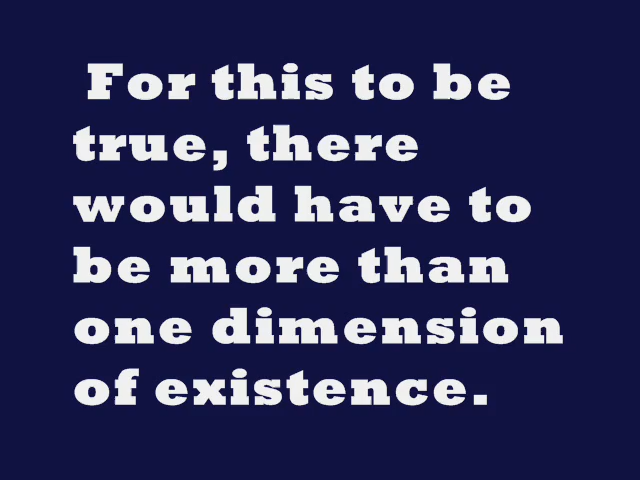 For this to be
true, there
would have to
be more than
one dimension
of existence.